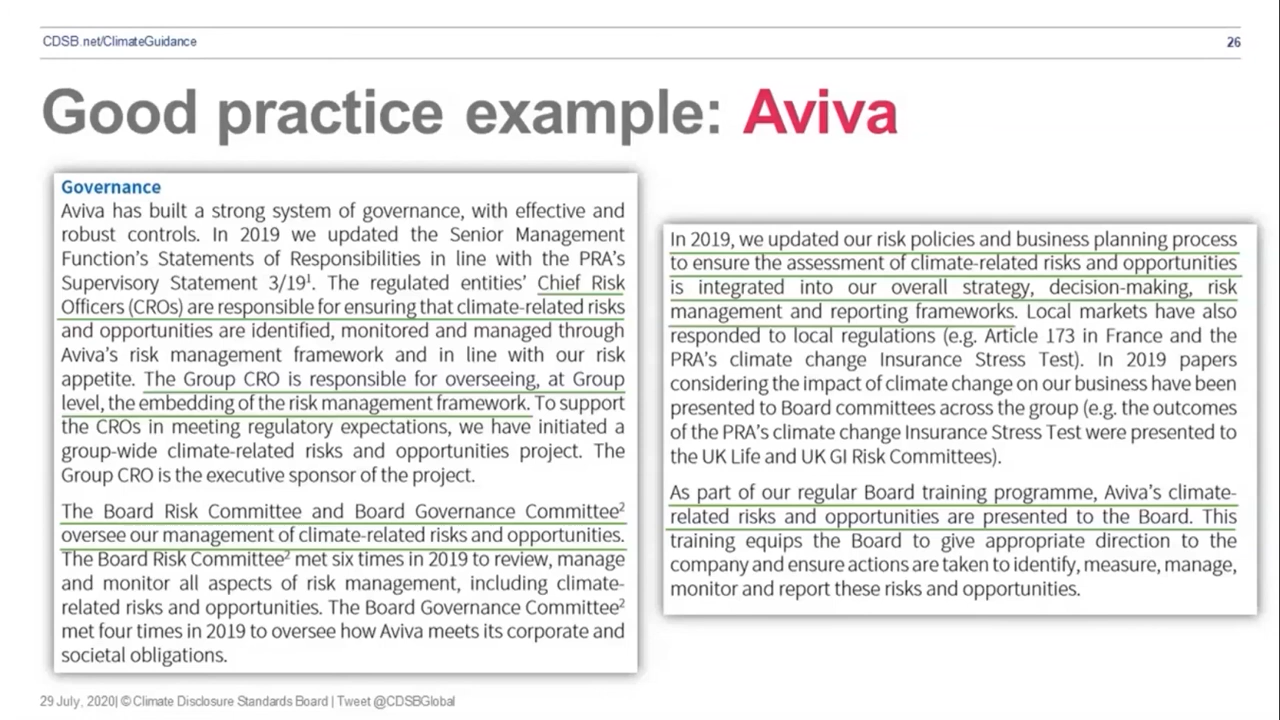 CDSB.net/ClimateGuidance
26
Good practice example: Aviva
Governance
Aviva has built a strong system of governance, with effective and
robust controls. In 2019 we updated the Senior Management
Function’s Statements of Responsibilities in line with the PRA’s
Supervisory Statement 3/19¹. The regulated entities’ Chief Risk
Officers (CROs) are responsible for ensuring that climate-related risks
and opportunities are identified, monitored and managed through
Aviva’s risk management framework and in line with our risk
appetite. The Group CRO is responsible for overseeing, at Group
level, the embedding of the risk management framework. To support
the CROs in meeting regulatory expectations, we have initiated a
group-wide climate-related risks and opportunities project. The
Group CRO is the executive sponsor of the project.
The Board Risk Committee and Board Governance Committee²
oversee our management of climate-related risks and opportunities.
The Board Risk Committee² met six times in 2019 to review, manage
and monitor all aspects of risk management, including climate-
related risks and opportunities. The Board Governance Committee²
met four times in 2019 to oversee how Aviva meets its corporate and
societal obligations.
In 2019, we updated our risk policies and business planning process
to ensure the assessment of climate-related risks and opportunities
is integrated into our overall strategy, decision-making, risk
management and reporting frameworks. Local markets have also
responded to local regulations (e.g. Article 173 in France and the
PRA’s climate change Insurance Stress Test). In 2019 papers
considering the impact of climate change on our business have been
presented to Board committees across the group (e.g. the outcomes
of the PRA’s climate change Insurance Stress Test were presented to
the UK Life and UK GI Risk Committees).
As part of our regular Board training programme, Aviva’s climate-
related risks and opportunities are presented to the Board. This
training equips the Board to give appropriate direction to the
company and ensure actions are taken to identify, measure, manage,
monitor and report these risks and opportunities.
29 July, 2020| © Climate Disclosure Standards Board | Tweet @CDSBGlobal